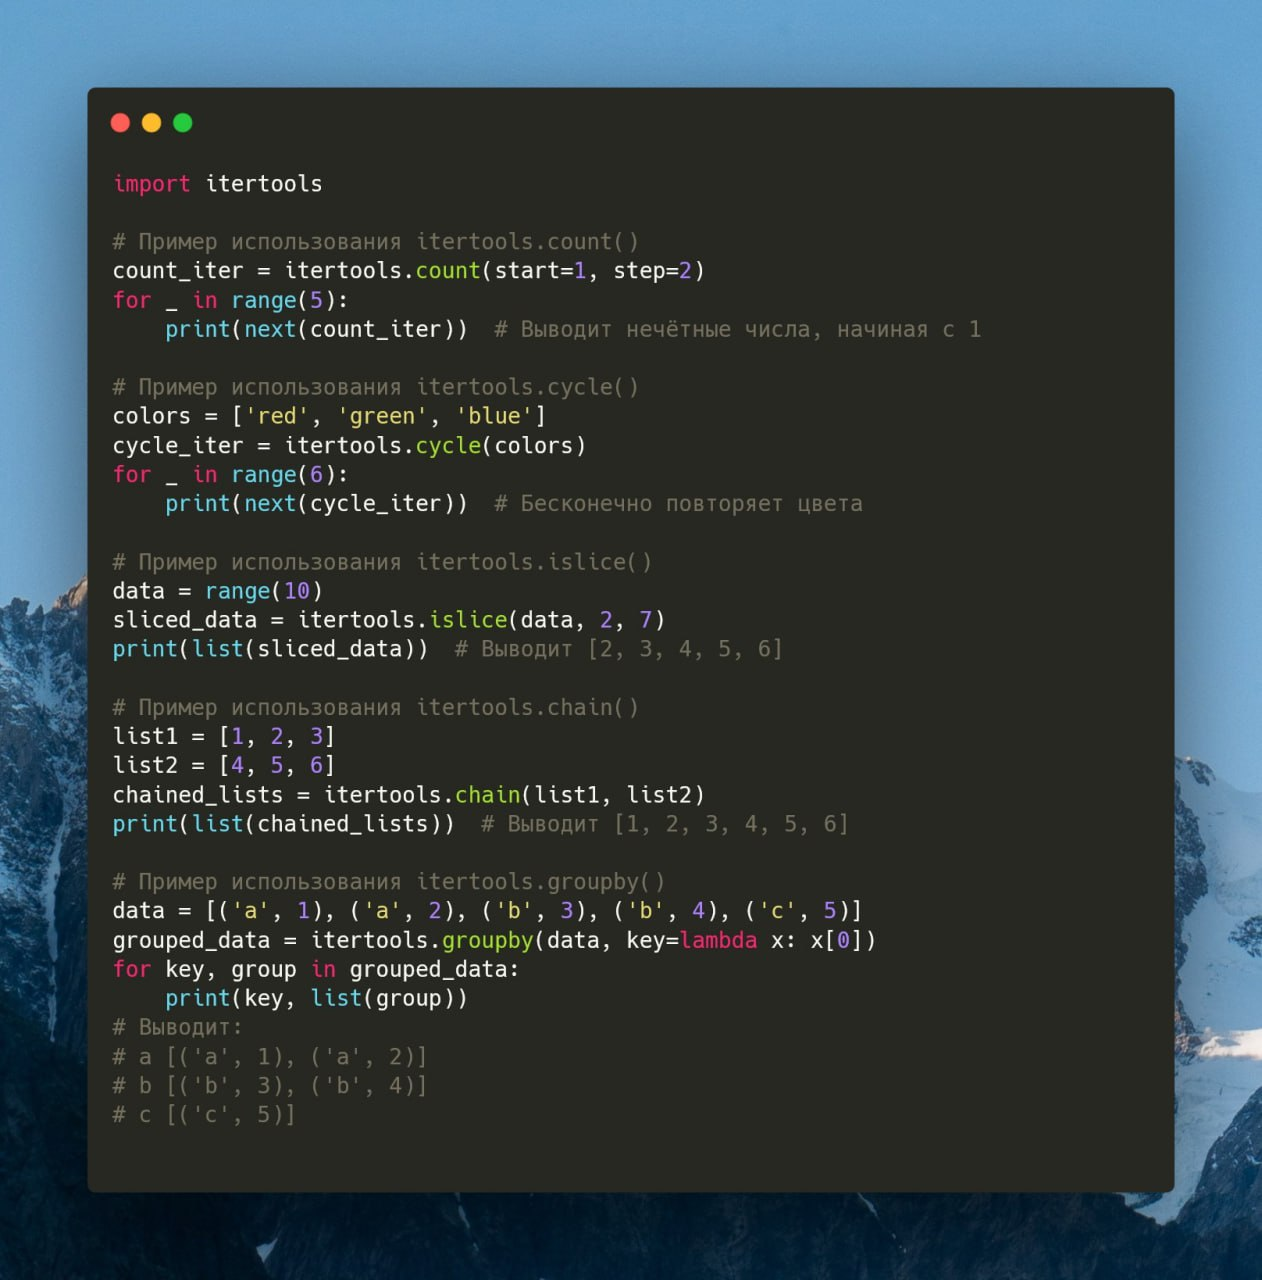 import itertools
# Пример использования itertools.count()
count_iter = itertools.count(start=1, step=2)
for _ in range(5):
    print(next(count_iter))  # Выводит нечётные числа, начиная с 1
# Пример использования itertools.cycle()
colors = ['red', 'green', 'blue']
cycle_iter = itertools.cycle(colors)
for _ in range(6):
    print(next(cycle_iter))  # Бесконечно повторяет цвета
# Пример использования itertools.islice()
data = range(10)
sliced_data = itertools.islice(data, 2, 7)
print(list(sliced_data))  # Выводит [2, 3, 4, 5, 6]
# Пример использования itertools.chain()
list1 = [1, 2, 3]
list2 = [4, 5, 6]
chained_lists = itertools.chain(list1, list2)
print(list(chained_lists))  # Выводит [1, 2, 3, 4, 5, 6]
# Пример использования itertools.groupby()
data = [('a', 1), ('a', 2), ('b', 3), ('b', 4), ('c', 5)]
grouped_data = itertools.groupby(data, key=lambda x: x[0])
for key, group in grouped_data:
    print(key, list(group))
# Выводит:
# a [('a', 1), ('a', 2)]
# b [('b', 3), ('b', 4)]
# c [('c', 5)]